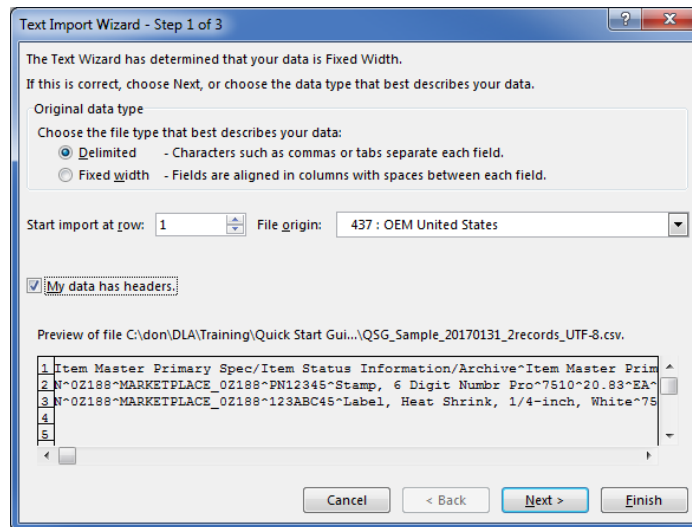 Text Import Wizard - Step 1 of 3
The Text Wizard has determined that your data is Fixed Width.
If this is correct, choose Next, or choose the data type that best describes your data.
Original data type
Choose the file type that best describes your data:
Delimited - Characters such as commas or tabs separate each field.
Fixed width - Fields are aligned in columns with spaces between each field.
Start import at row: 1 File origin: 437 : OEM United States
My data has headers.
Preview of file C:\don\DLA\Training\Quick Start Gui...\QSG_Sample_20170131_2records_UTF-8.csv.
1 Item Master Primary Spec/Item Status Information/Archive^Item Master Prim
2 N^0Z188^MARKETPLACE_0Z188^PN12345^Stamp, 6 Digit Numbr Pro^7510^20.83^EA^
3 N^0Z188^MARKETPLACE_0Z188^123ABC45^Label, Heat Shrink, 1/4-inch, White^75
4
5
Cancel < Back Next > Finish